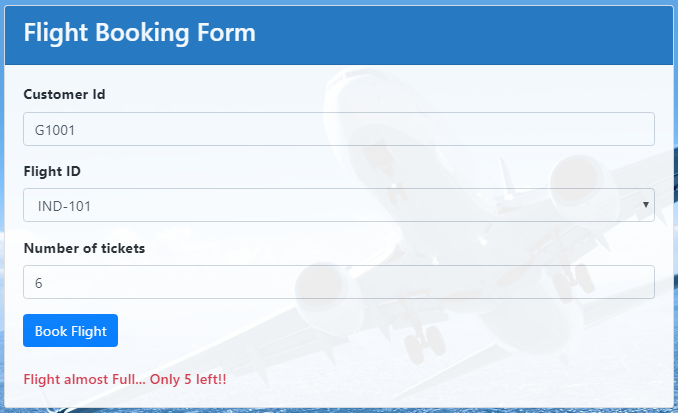 Flight Booking Form
Customer Id
G1001
Flight ID
IND-101
Number of tickets
6
Book Flight
Flight almost Full... Only 5 left!!